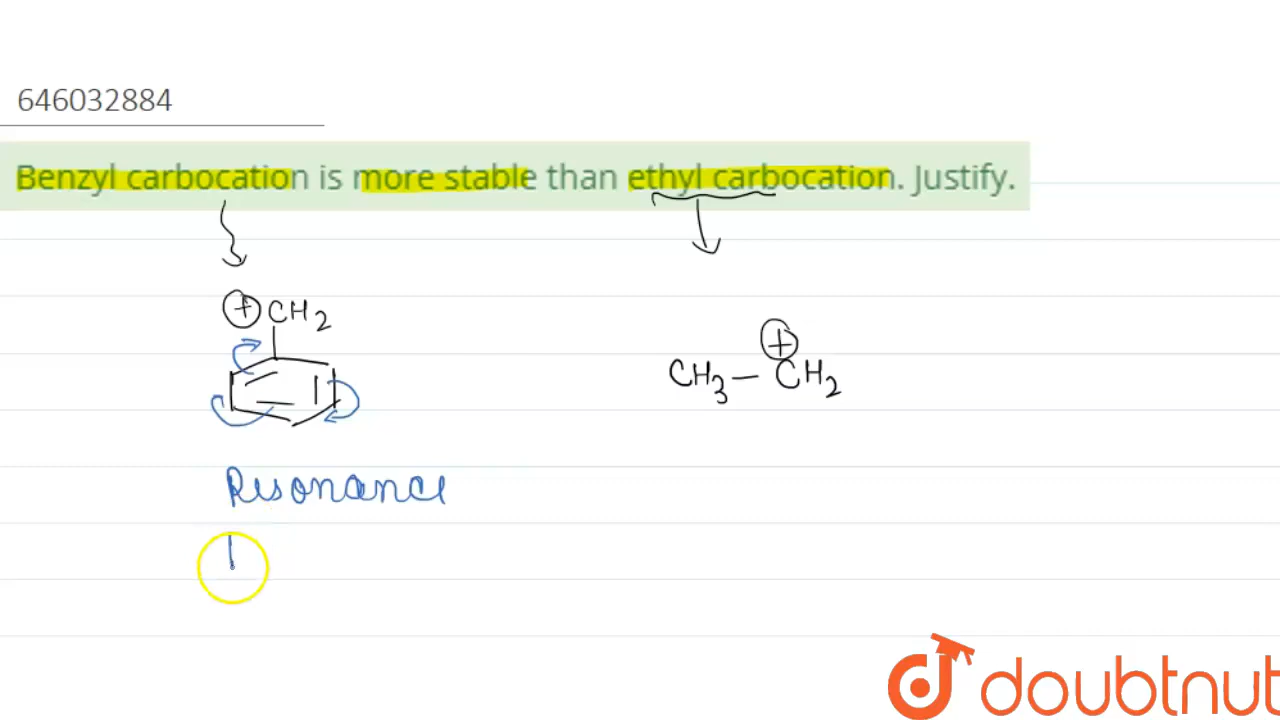 646032884
Benzyl carbocation is more stable than ethyl carbocation. Justify.
⊕CH2
CH3–CH2
⊕
Resonance
doubtnut